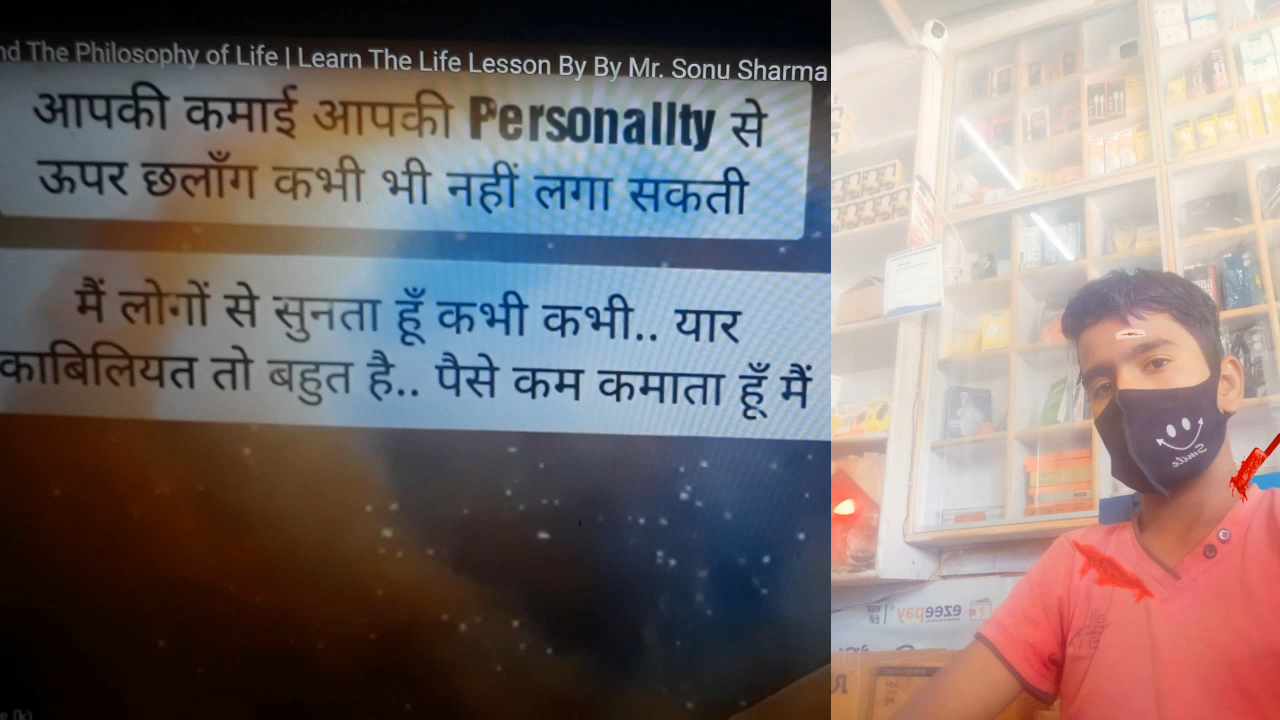 nd The Philosophy of Life | Learn The Life Lesson By By Mr. Sonu Sharma
आपकी कमाई आपकी Personality से
ऊपर छलाँग कभी भी नहीं लगा सकती
मैं लोगों से सुनता हूँ कभी कभी.. यार
काबिलियत तो बहुत है.. पैसे कम कमाता हूँ मैं
Smile
ezeepay